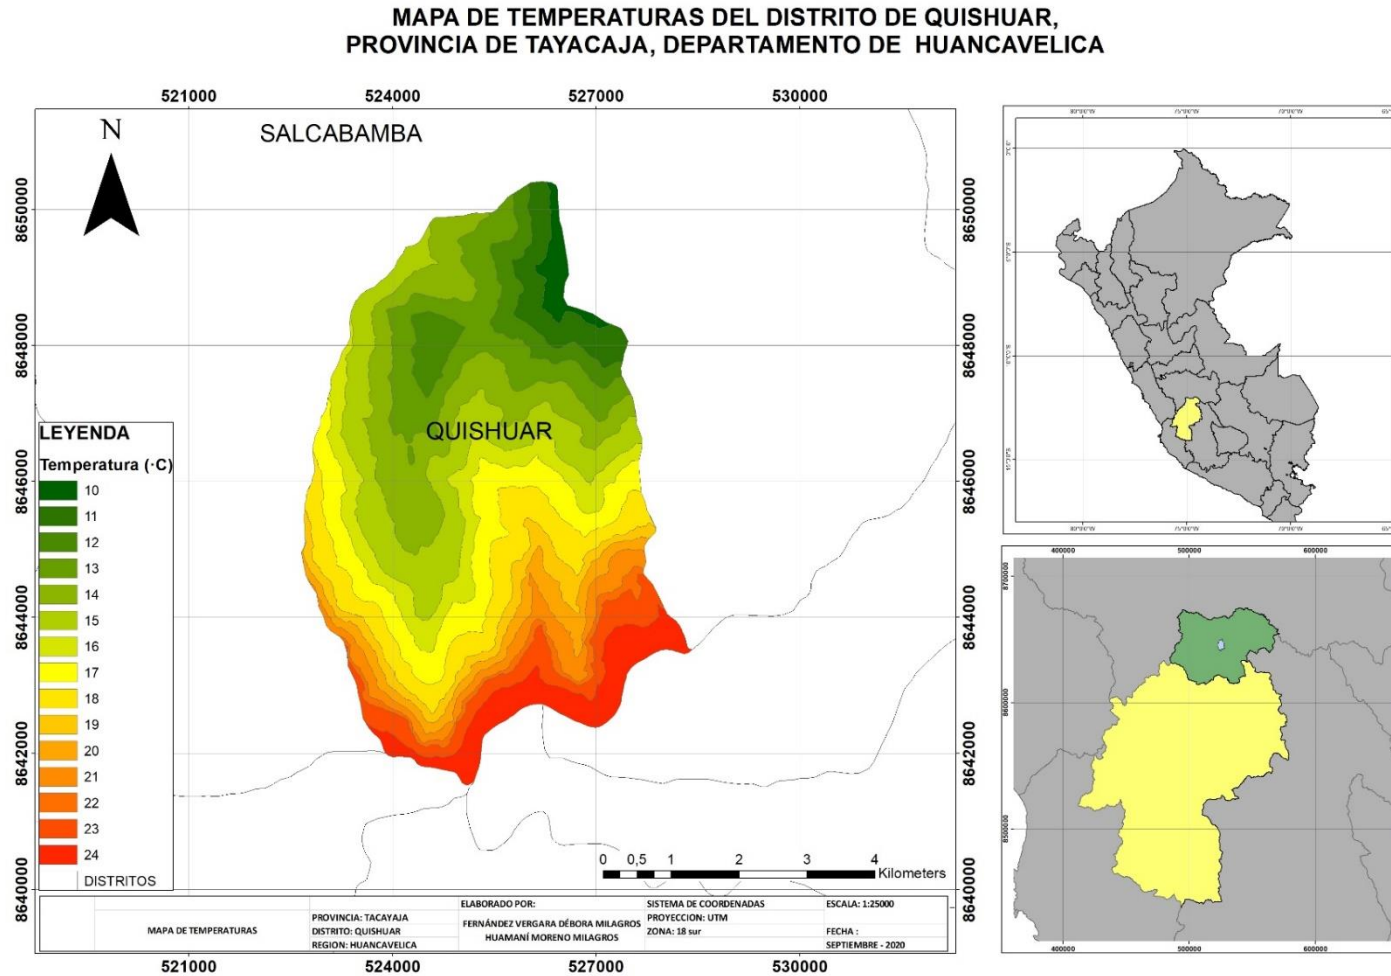 MAPA DE TEMPERATURAS DEL DISTRITO DE QUISHUAR,
PROVINCIA DE TAYACAJA, DEPARTAMENTO DE HUANCAVELICA
521000 524000 527000 530000
N
SALCABAMBA
QUISHUAR
8650000 8650000
8648000 8648000
8646000 8646000
8644000 8644000
8642000 8642000
8640000 8640000
LEYENDA
Temperatura (·C)
10
11
12
13
14
15
16
17
18
19
20
21
22
23
24
DISTRITOS
0 0,5 1 2 3 4
Kilometers
MAPA DE TEMPERATURAS
PROVINCIA: TACAYAJA
DISTRITO: QUISHUAR
REGION: HUANCAVELICA
ELABORADO POR:
FERNÁNDEZ VERGARA DÉBORA MILAGROS
HUAMANÍ MORENO MILAGROS
SISTEMA DE COORDENADAS
PROYECCION: UTM
ZONA: 18 sur
ESCALA: 1:25000
FECHA :
SEPTIEMBRE - 2020
521000 524000 527000 530000
400000 500000 600000
8700000
8600000
8500000
400000 500000 600000